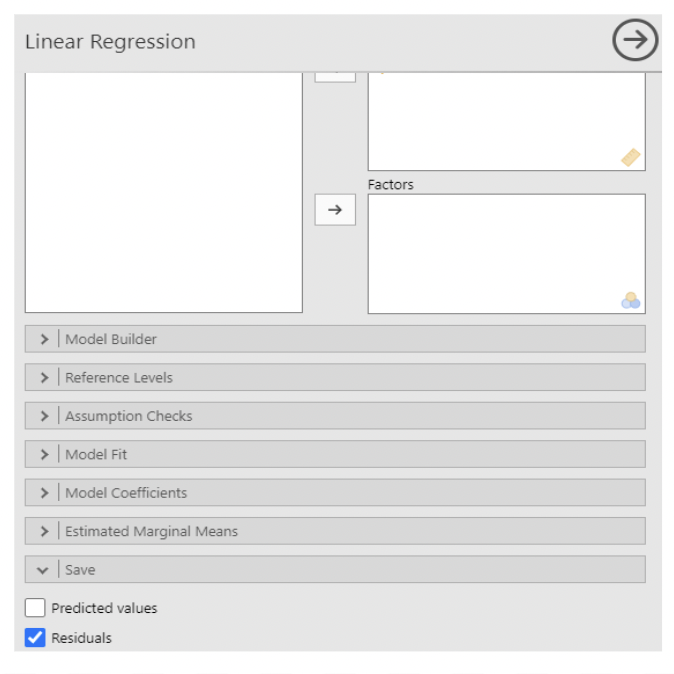 Linear Regression
Factors
Model Builder
Reference Levels
Assumption Checks
Model Fit
Model Coefficients
Estimated Marginal Means
Save
Predicted values
Residuals